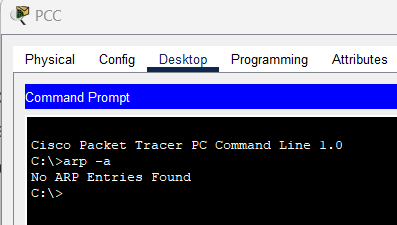 PCC
Physical Config Desktop Programming Attributes
Command Prompt
Cisco Packet Tracer PC Command Line 1.0
C:\>arp -a
No ARP Entries Found
C:\>